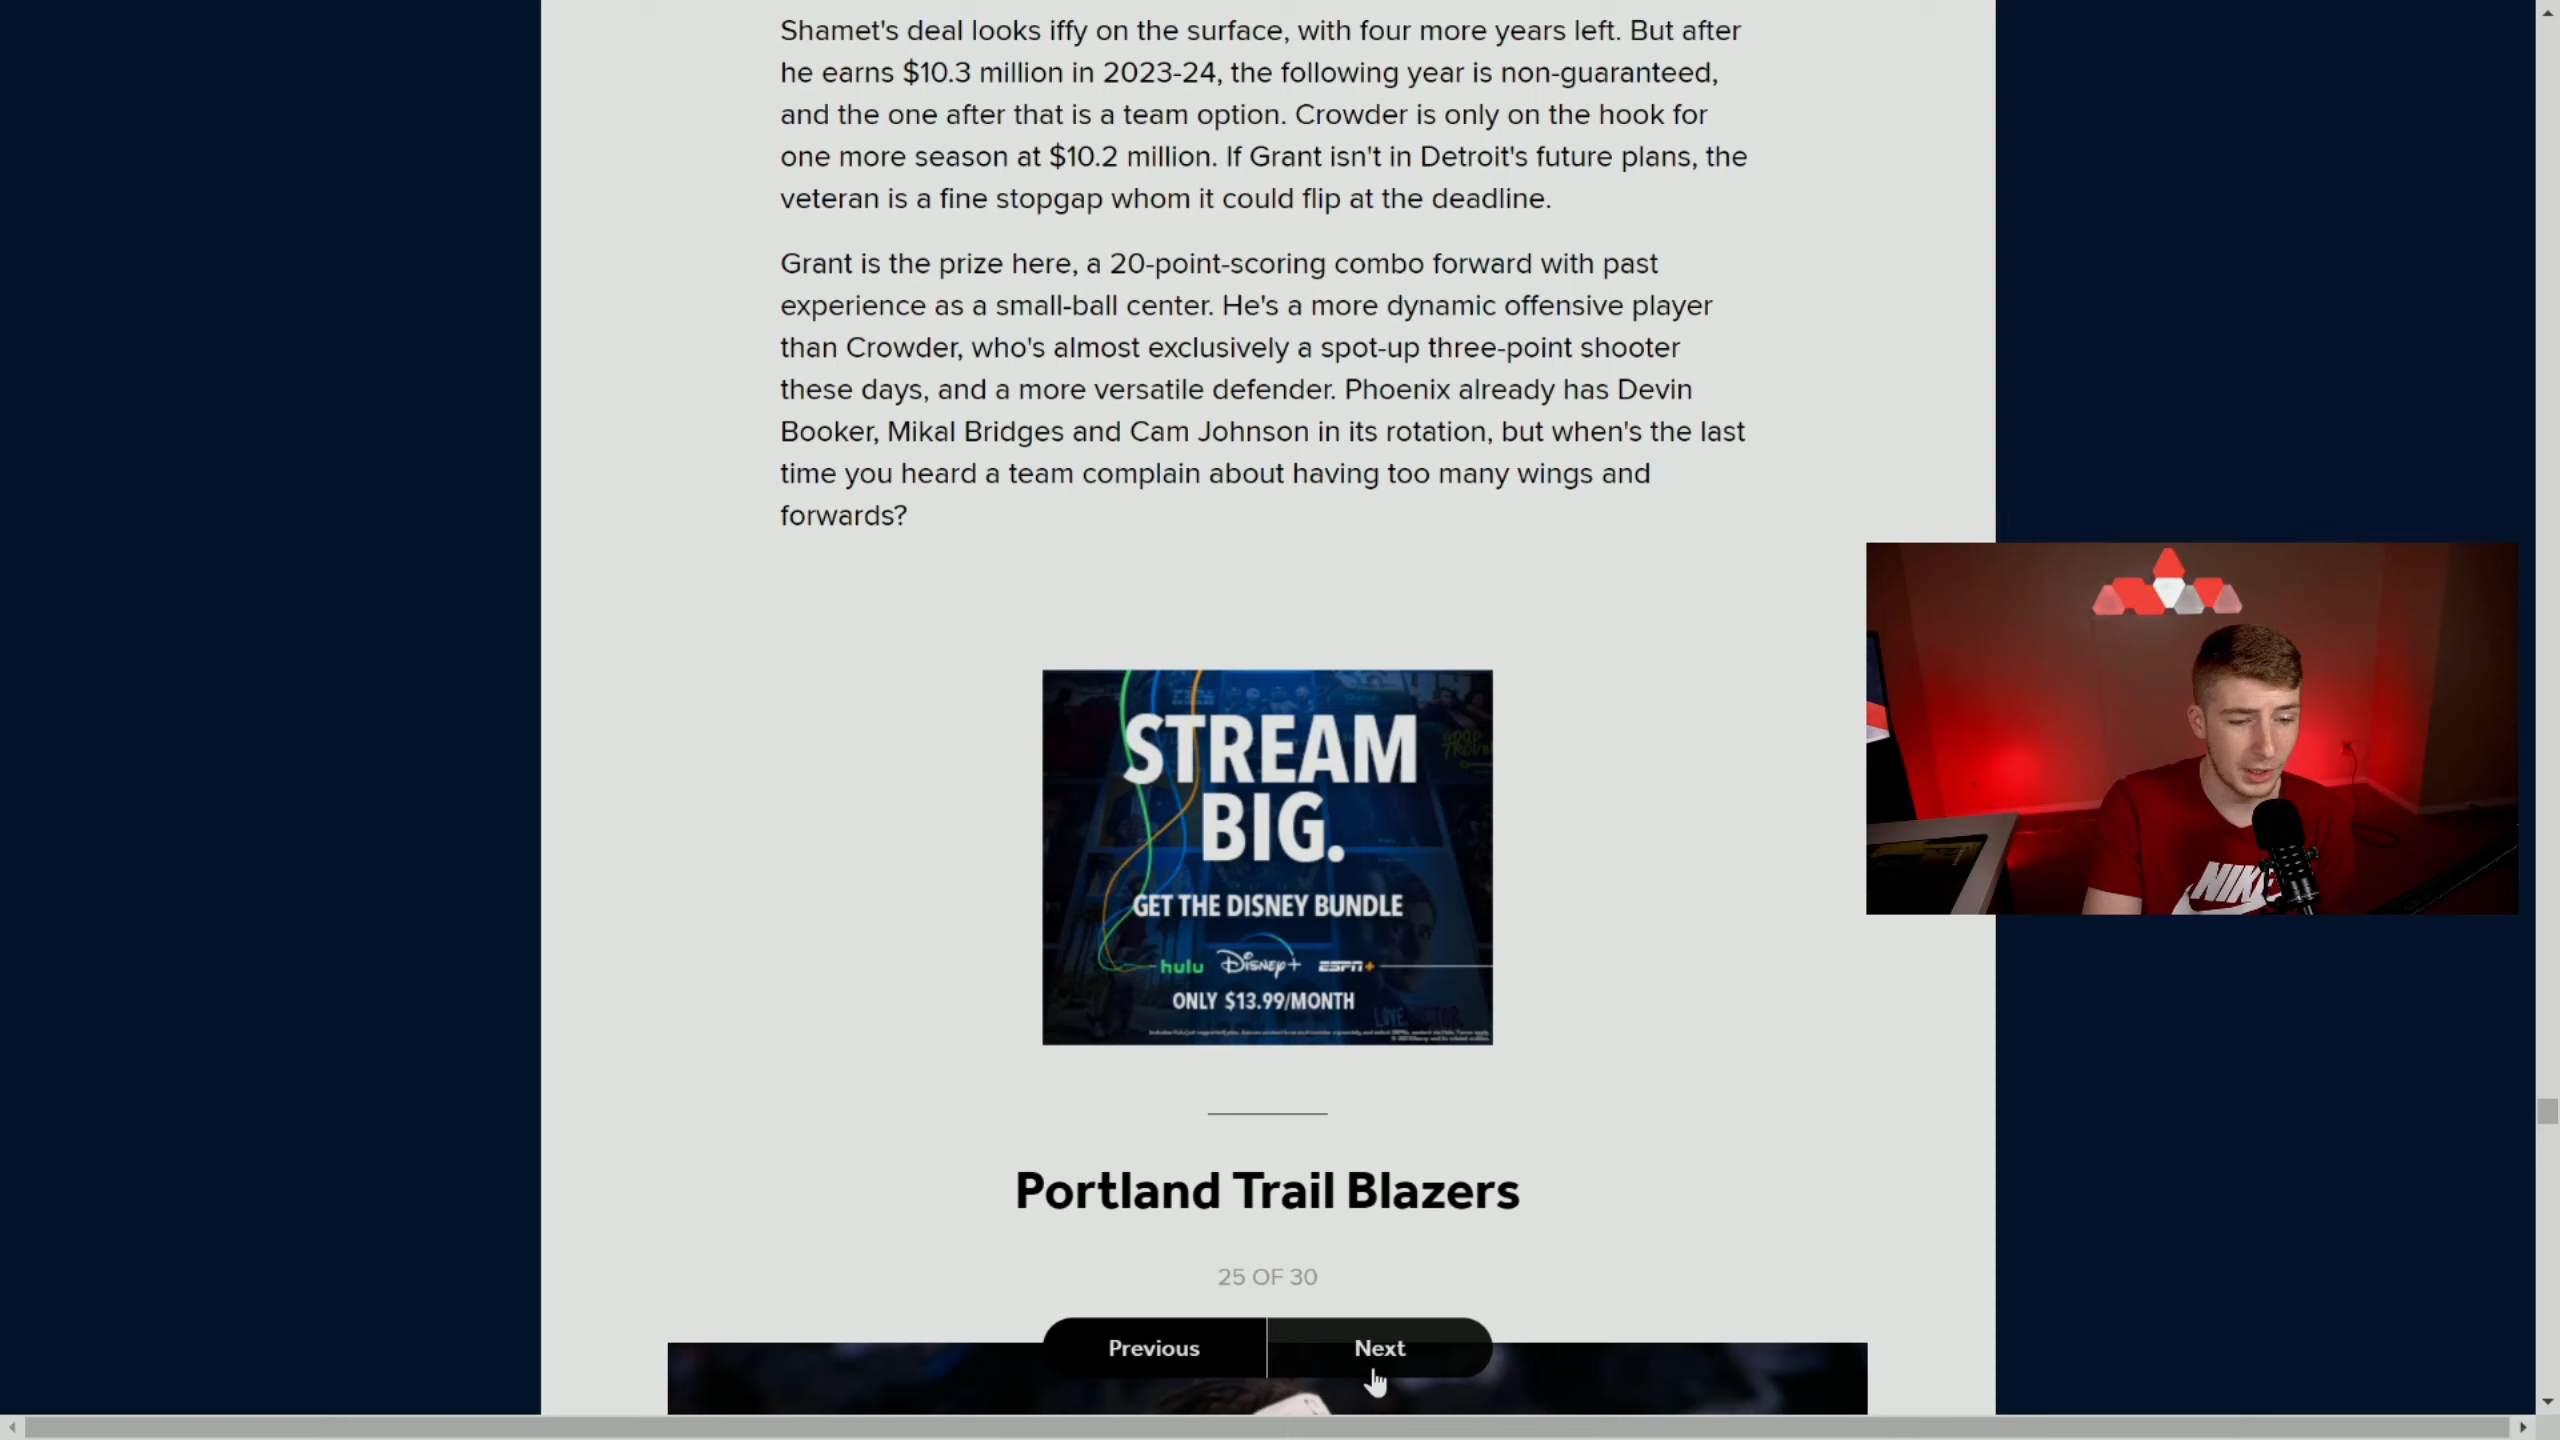 Shamet's deal looks iffy on the surface, with four more years left. But after
he earns $10.3 million in 2023-24, the following year is non-guaranteed,
and the one after that is a team option. Crowder is only on the hook for
one more season at $10.2 million. If Grant isn't in Detroit's future plans, the
veteran is a fine stopgap whom it could flip at the deadline.
Grant is the prize here, a 20-point-scoring combo forward with past
experience as a small-ball center. He's a more dynamic offensive player
than Crowder, who's almost exclusively a spot-up three-point shooter
these days, and a more versatile defender. Phoenix already has Devin
Booker, Mikal Bridges and Cam Johnson in its rotation, but when's the last
time you heard a team complain about having too many wings and
forwards?
STREAM
BIG.
GET THE DISNEY BUNDLE
hulu Disney+ ESPN+
ONLY $13.99/MONTH
NIKE
Portland Trail Blazers
25 OF 30
Previous
Next